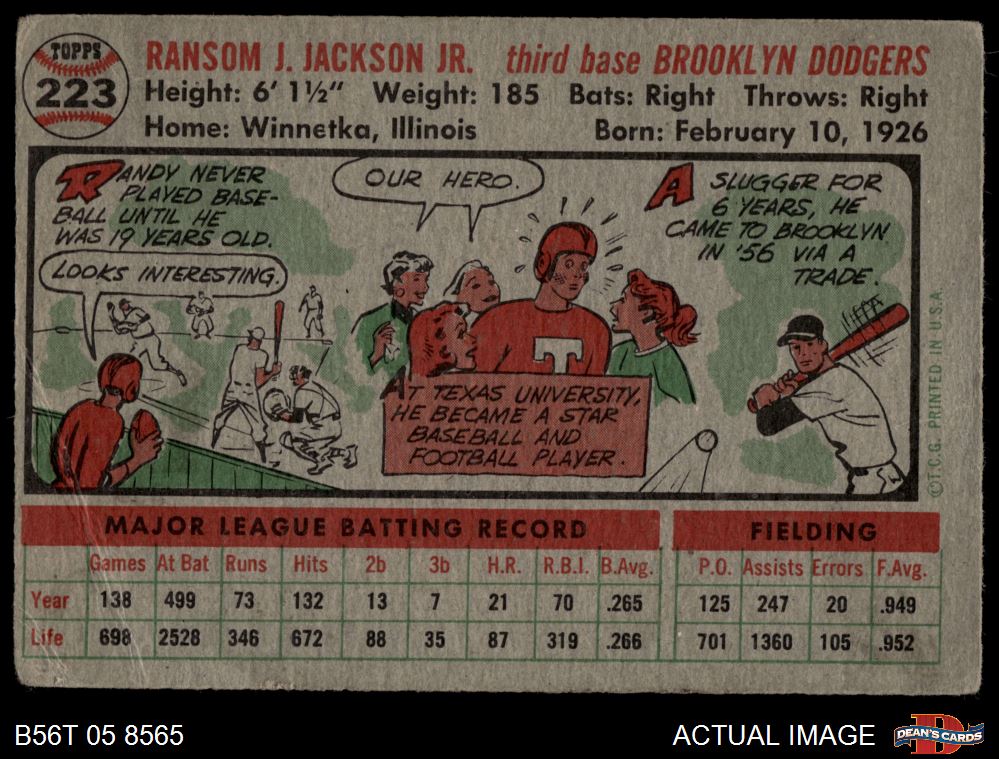 TOPPS
223
RANSOM J. JACKSON JR. third base BROOKLYN DODGERS
Height: 6' 1½" Weight: 185 Bats: Right Throws: Right
Home: Winnetka, Illinois Born: February 10, 1926
RANDY NEVER
PLAYED BASE-
BALL UNTIL HE
WAS 19 YEARS OLD.
LOOKS INTERESTING.
OUR HERO.
T
AT TEXAS UNIVERSITY,
HE BECAME A STAR
BASEBALL AND
FOOTBALL PLAYER.
A SLUGGER FOR
6 YEARS, HE
CAME TO BROOKLYN
IN '56 VIA A
TRADE.
©T.C.G. PRINTED IN U.S.A.
MAJOR LEAGUE BATTING RECORD FIELDING
Games At Bat Runs Hits 2b 3b H.R. R.B.I. B.Avg. P.O. Assists Errors F.Avg.
Year 138 499 73 132 13 7 21 70 .265 125 247 20 .949
Life 698 2528 346 672 88 35 87 319 .266 701 1360 105 .952
B56T 05 8565 ACTUAL IMAGE DEAN'S CARDS